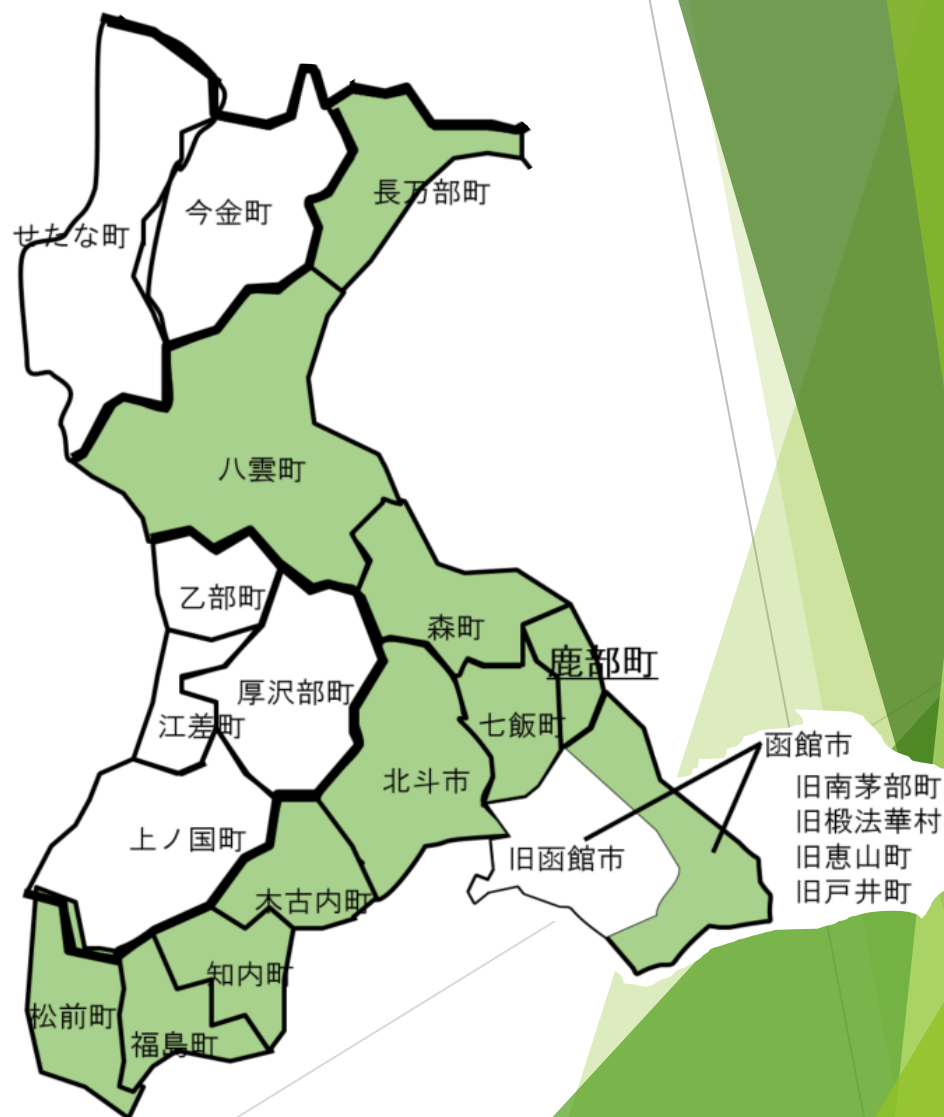 長万部町
今金町
せたな町
八雲町
乙部町
森町
鹿部町
厚沢部町
江差町
七飯町
函館市
北斗市
旧南茅部町
旧椴法華村
旧恵山町
旧戸井町
上ノ国町
旧函館市
木古内町
知内町
松前町
福島町